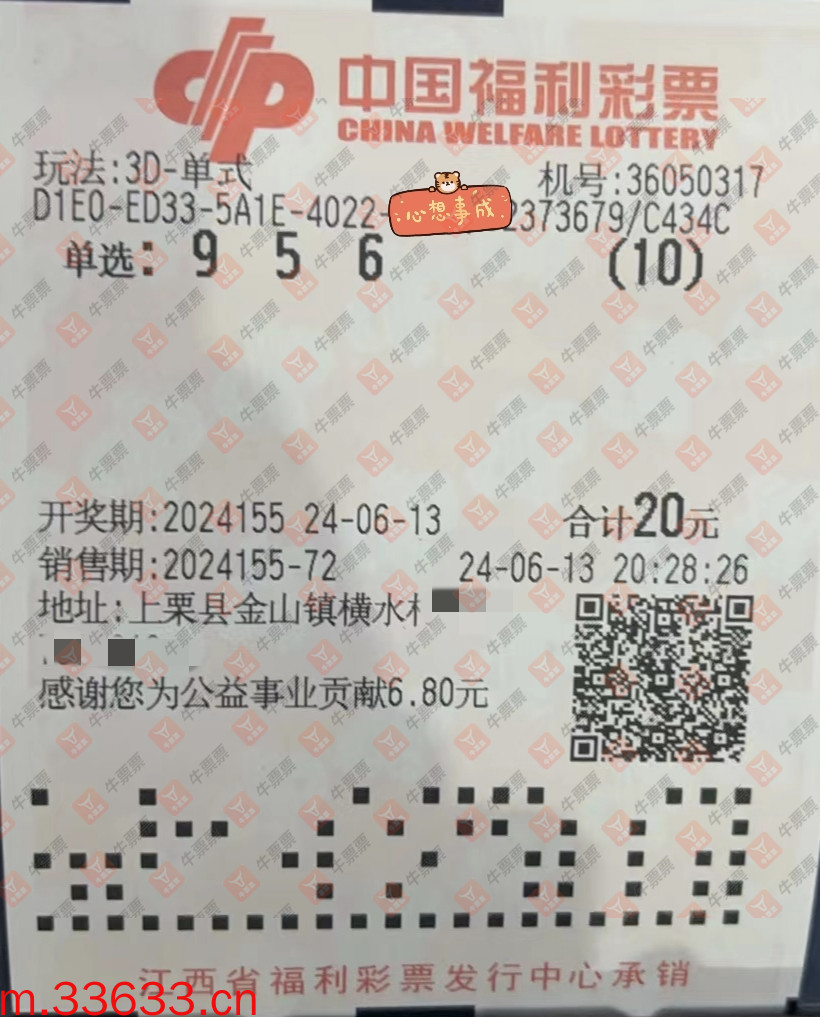 中国福利彩票
CHINA WELFARE LOTTERY
玩法:3D-单式 机号:36050317
D1E0-ED33-5A1E-4022- 2373679/C434C
心想事成
单选: 9 5 6 (10)
开奖期:2024155 24-06-13 合计20元
销售期:2024155-72 24-06-13 20:28:26
地址:上栗县金山镇横水
感谢您为公益事业贡献6.80元
江西省福利彩票发行中心承销
m.33633.cn
牛票票